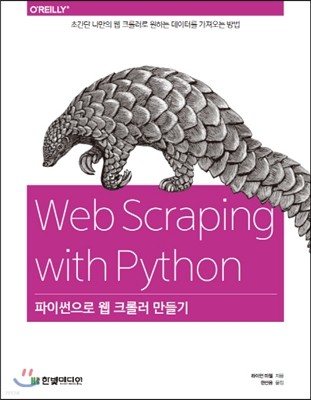 O'REILLY®
초간단 나만의 웹 크롤러로 원하는 데이터를 가져오는 방법
Web Scraping
with Python
파이썬으로 웹 크롤러 만들기
라이언 미첼 지음
한선용 옮김
한빛미디어